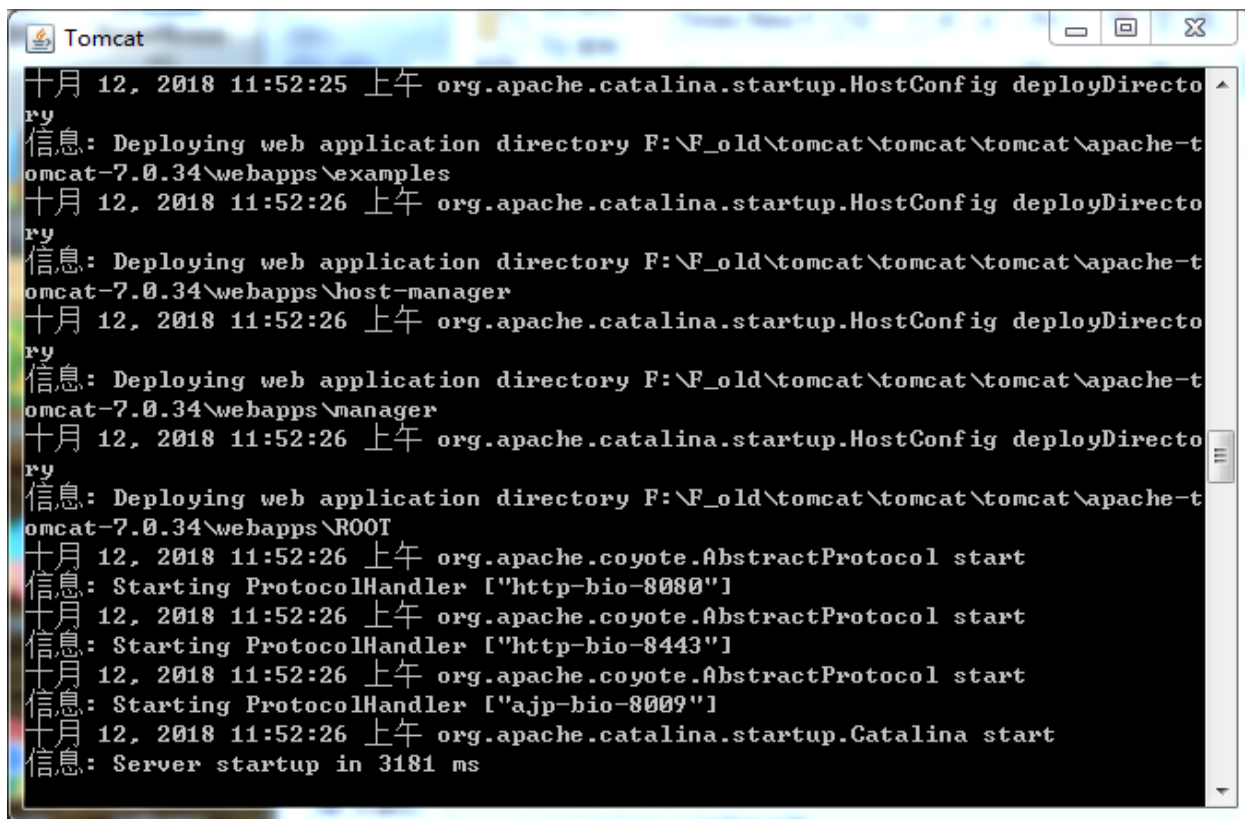 Tomcat
十月 12, 2018 11:52:25 上午 org.apache.catalina.startup.HostConfig deployDirecto
ry
信息: Deploying web application directory F:\F_old\tomcat\tomcat\tomcat\apache-t
omcat-7.0.34\webapps\examples
十月 12, 2018 11:52:26 上午 org.apache.catalina.startup.HostConfig deployDirecto
ry
信息: Deploying web application directory F:\F_old\tomcat\tomcat\tomcat\apache-t
omcat-7.0.34\webapps\host-manager
十月 12, 2018 11:52:26 上午 org.apache.catalina.startup.HostConfig deployDirecto
ry
信息: Deploying web application directory F:\F_old\tomcat\tomcat\tomcat\apache-t
omcat-7.0.34\webapps\manager
十月 12, 2018 11:52:26 上午 org.apache.catalina.startup.HostConfig deployDirecto
ry
信息: Deploying web application directory F:\F_old\tomcat\tomcat\tomcat\apache-t
omcat-7.0.34\webapps\ROOT
十月 12, 2018 11:52:26 上午 org.apache.coyote.AbstractProtocol start
信息: Starting ProtocolHandler ["http-bio-8080"]
十月 12, 2018 11:52:26 上午 org.apache.coyote.AbstractProtocol start
信息: Starting ProtocolHandler ["http-bio-8443"]
十月 12, 2018 11:52:26 上午 org.apache.coyote.AbstractProtocol start
信息: Starting ProtocolHandler ["ajp-bio-8009"]
十月 12, 2018 11:52:26 上午 org.apache.catalina.startup.Catalina start
信息: Server startup in 3181 ms